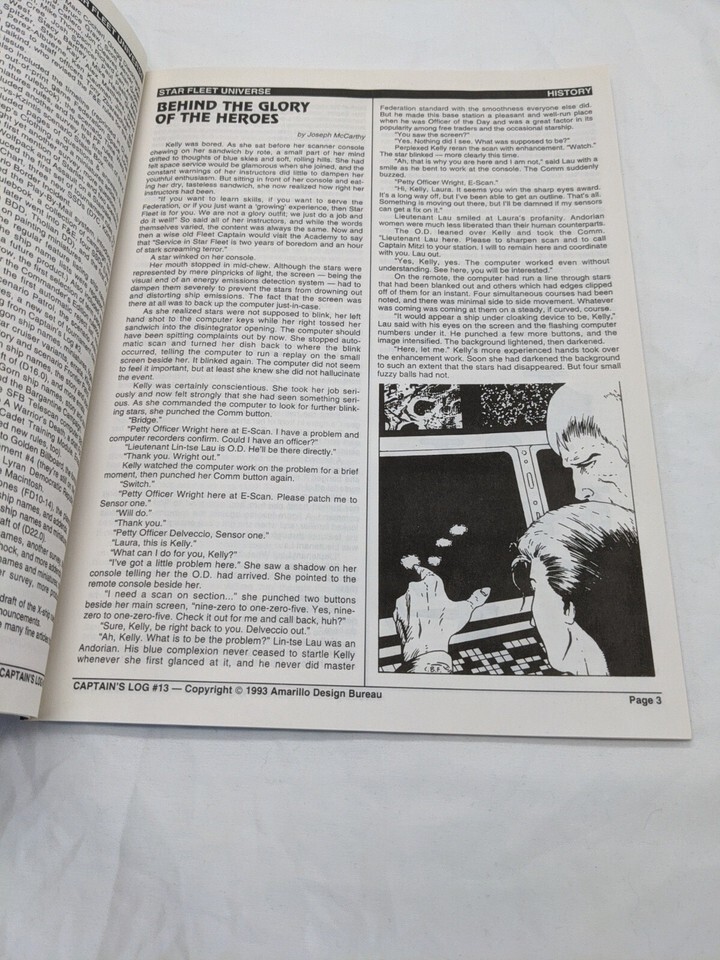 STAR FLEET UNIVERSE
HISTORY
BEHIND THE GLORY
OF THE HEROES
by Joseph McCarthy
Kelly was bored. As she sat before her scanner console
chewing on her sandwich by rote, a small part of her mind
drifted to thoughts of blue skies and soft, rolling hills. She had
felt space service would be glamorous when she joined, and the
constant warnings of her instructors did little to dampen her
youthful enthusiasm. But sitting in front of her console and eat-
ing her dry, tasteless sandwich, she now realized how right her
instructors had been.
"If you want to learn skills, if you want to serve the
Federation, or if you just want a 'growing' experience, then Star
Fleet is for you. We are not a glory outfit; we just do a job and
do it well!" So said all of her instructors, and while the words
themselves varied, the content was always the same. Now and
then a wise old Fleet Captain would visit the Academy to say
that "Service in Star Fleet is two years of boredom and an hour
of stark screaming terror."
A star winked on her console.
Her mouth stopped in mid-chew. Although the stars were
represented by mere pinpricks of light, the screen — being the
visual end of an energy emissions detection system — had to
dampen them severely to prevent the stars from drowning out
and distorting ship emissions. The fact that the screen was
there at all was to back up the computer just-in-case.
As she realized stars were not supposed to blink, her left
hand shot to the computer keys while her right tossed her
sandwich into the disintegrator opening. The computer should
have been spitting complaints out by now. She stopped auto-
matic scan and turned her dish back to where the blink
occurred, telling the computer to run a replay on the small
screen beside her. It blinked again. The computer did not seem
to feel it important, but at least she knew she did not hallucinate
the event.
Kelly was certainly conscientious. She took her job seri-
ously and now felt strongly that she had seen something seri-
ous. As she commanded the computer to look for further blink-
ing stars, she punched the Comm button.
"Bridge."
"Petty Officer Wright here at E-Scan. I have a problem and
computer recorders confirm. Could I have an officer?"
"Lieutenant Lin-tse Lau is O.D. He'll be there directly."
"Thank you. Wright out."
Kelly watched the computer work on the problem for a brief
moment, then punched her Comm button again.
"Switch."
"Petty Officer Wright here at E-Scan. Please patch me to
Sensor one."
"Will do."
"Thank you."
"Petty Officer Delveccio, Sensor one."
"Laura, this is Kelly."
"What can I do for you, Kelly?"
"I've got a little problem here." She saw a shadow on her
console telling her the O.D. had arrived. She pointed to the
remote console beside her.
"I need a scan on section..." she punched two buttons
beside her main screen, "nine-zero to one-zero-five. Yes, nine-
zero to one-zero-five. Check it out for me and call back, huh?"
"Sure, Kelly, be right back to you. Delveccio out."
"Ah, Kelly. What is to be the problem?" Lin-tse Lau was an
Andorian. His blue complexion never ceased to startle Kelly
whenever she first glanced at it, and he never did master
Federation standard with the smoothness everyone else did.
But he made this base station a pleasant and well-run place
when he was Officer of the Day and was a great factor in its
popularity among free traders and the occasional starship.
"You saw the screen?"
"Yes. Nothing did I see. What was supposed to be?"
Perplexed Kelly reran the scan with enhancement. "Watch."
The star blinked — more clearly this time.
"Ah, that is why you are here and I am not," said Lau with a
smile as he bent to work at the console. The Comm suddenly
buzzed.
"Petty Officer Wright, E-Scan."
"Hi, Kelly, Laura. It seems you win the sharp eyes award.
It's a long way off, but I've been able to get an outline. That's all.
Something is moving out there, but I'll be damned if my sensors
can get a fix on it."
Lieutenant Lau smiled at Laura's profanity. Andorian
women were much less liberated than their human counterparts.
The O.D. leaned over Kelly and took the Comm.
"Lieutenant Lau here. Please to sharpen scan and to call
Captain Mitzi to your station. I will to remain here and coordinate
with you. Lau out.
"Yes, Kelly, yes. The computer worked even without
understanding. See here, you will be interested."
On the remote, the computer had run a line through stars
that had been blanked out and others which had edges clipped
off of them for an instant. Four simultaneous courses had been
noted, and there was minimal side to side movement. Whatever
was coming was coming at them on a steady, if curved, course.
"It would appear a ship under cloaking device to be, Kelly,"
Lau said with his eyes on the screen and the flashing computer
numbers under it. He punched a few more buttons, and the
image intensified. The background lightened, then darkened.
"Here, let me." Kelly's more experienced hands took over
the enhancement work. Soon she had darkened the background
to such an extent that the stars had disappeared. But four small
fuzzy balls had not.
CAPTAIN'S LOG #13 — Copyright © 1993 Amarillo Design Bureau
Page 3